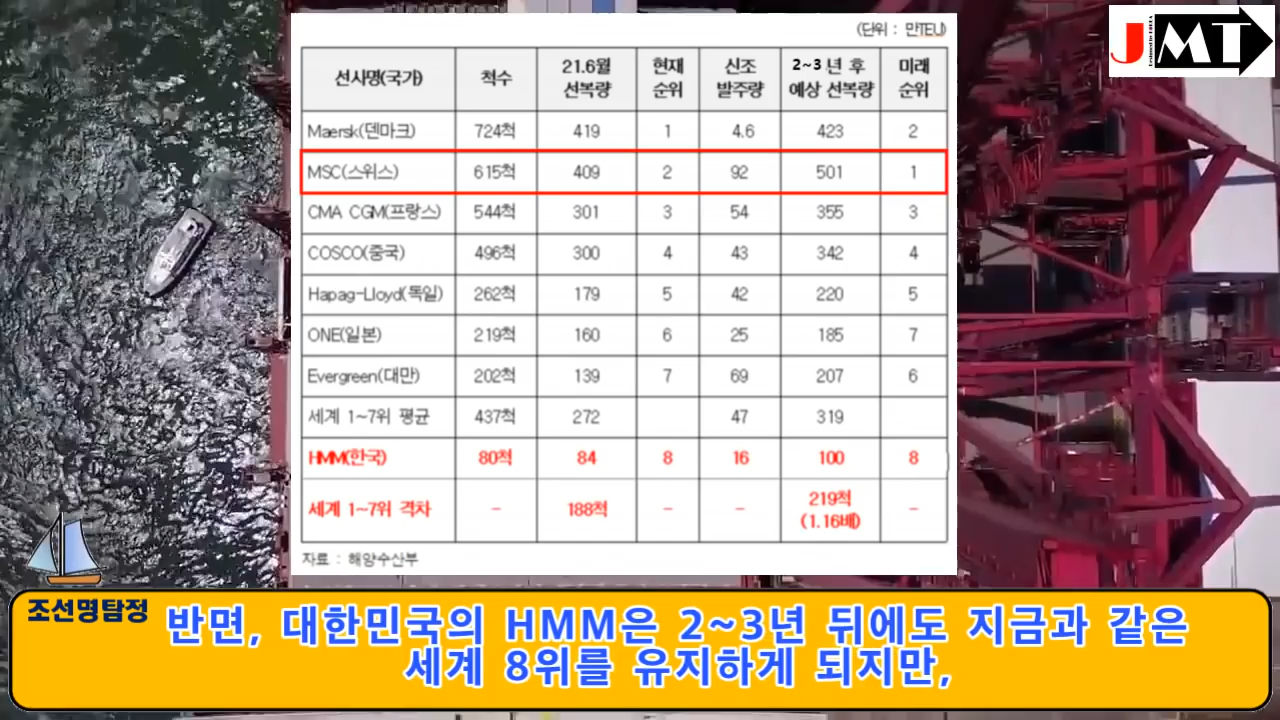 JMT
(단위 : 만TEU)
선사명(국가) 척수 21.6월 선복량 현재 순위 신조 발주량 2~3년 후 예상 선복량 미래 순위
Mærsk(덴마크) 724척 419 1 4.6 423 2
MSC(스위스) 615척 409 2 92 501 1
CMA CGM(프랑스) 544척 301 3 54 355 3
COSCO(중국) 496척 300 4 43 342 4
Hapag-Lloyd(독일) 262척 179 5 42 220 5
ONE(일본) 219척 160 6 25 185 7
Evergreen(대만) 202척 139 7 69 207 6
세계 1~7위 평균 437척 272 47 319
HMM(한국) 80척 84 8 16 100 8
세계 1~7위 격차 - 188척 - - 219척 (1.16배) -
자료 : 해양수산부
조선명탐정
반면, 대한민국의 HMM은 2~3년 뒤에도 지금과 같은
세계 8위를 유지하게 되지만,